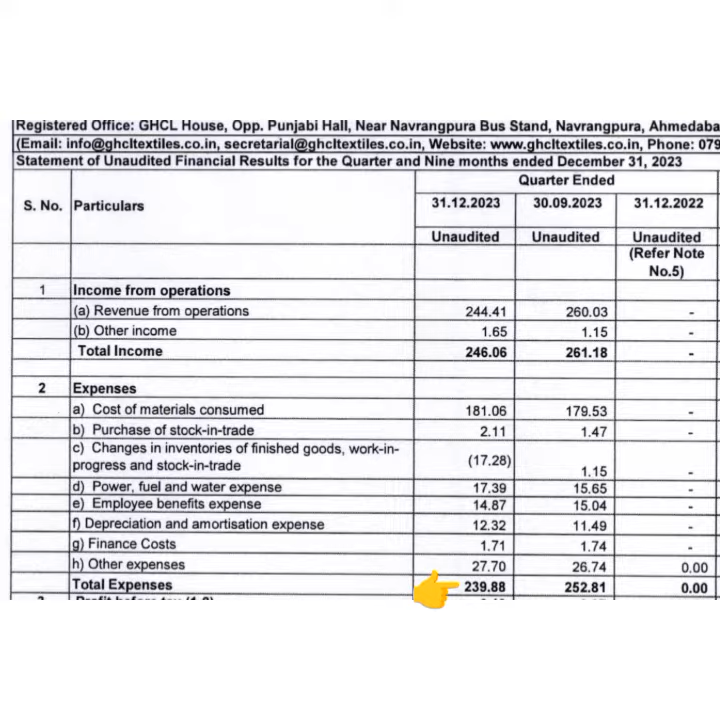 Registered Office: GHCL House, Opp. Punjabi Hall, Near Navrangpura Bus Stand, Navrangpura, Ahmedaba
(Email: info@ghcltextiles.co.in, secretarial@ghcltextiles.co.in, Website: www.ghcltextiles.co.in, Phone: 079
Statement of Unaudited Financial Results for the Quarter and Nine months ended December 31, 2023
Quarter Ended
S. No. Particulars 31.12.2023 30.09.2023 31.12.2022
Unaudited Unaudited Unaudited
(Refer Note
No.5)
1 Income from operations
(a) Revenue from operations 244.41 260.03 -
(b) Other income 1.65 1.15 -
Total Income 246.06 261.18 -
2 Expenses
a) Cost of materials consumed 181.06 179.53 -
b) Purchase of stock-in-trade 2.11 1.47 -
c) Changes in inventories of finished goods, work-in-
progress and stock-in-trade (17.28) 1.15 -
d) Power, fuel and water expense 17.39 15.65 -
e) Employee benefits expense 14.87 15.04 -
f) Depreciation and amortisation expense 12.32 11.49 -
g) Finance Costs 1.71 1.74 -
h) Other expenses 27.70 26.74 0.00
Total Expenses 239.88 252.81 0.00